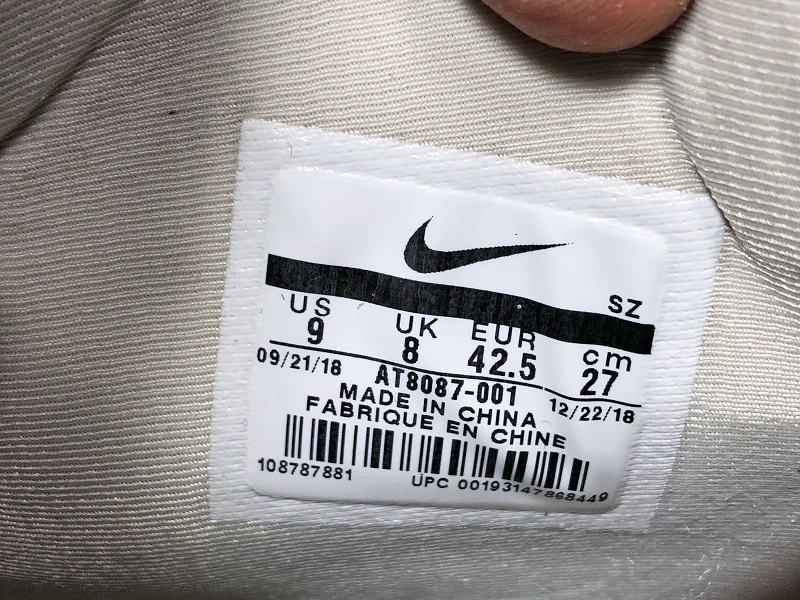 SZ
US UK EUR cm
9 8 42.5 27
09/21/18 AT8087-001 12/22/18
MADE IN CHINA
FABRIQUE EN CHINE
108787881 UPC 00193147868449